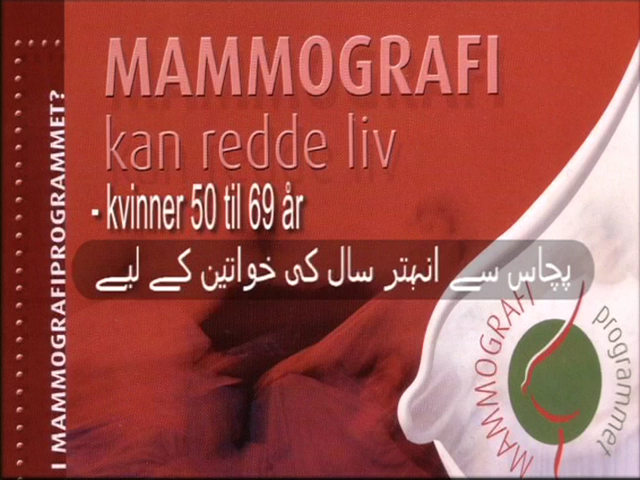 MAMMOGRAFI
kan redde liv
- kvinner 50 til 69 år
پچاس سے انہتر سال کی خواتین کے لیے
I MAMMOGRAFIPROGRAMMET?
MAMMOGRAFI
programmet